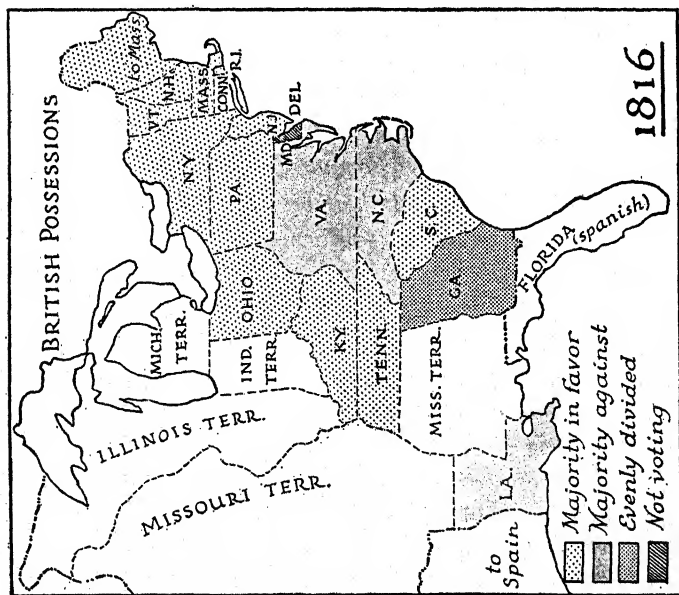 BRITISH POSSESSIONS
to Mass
VT.
N.H.
MASS
CONN.
R.I.
N.Y.
PA.
N.J.
MD.
DEL
MICH.
TERR.
OHIO
IND.
TERR.
ILLINOIS TERR.
MISSOURI TERR.
VA.
KY.
N.C.
TENN.
S.C.
GA.
MISS. TERR.
LA.
FLORIDA
(spanish)
to
Spain
1816
Majority in favor
Majority against
Evenly divided
Not voting